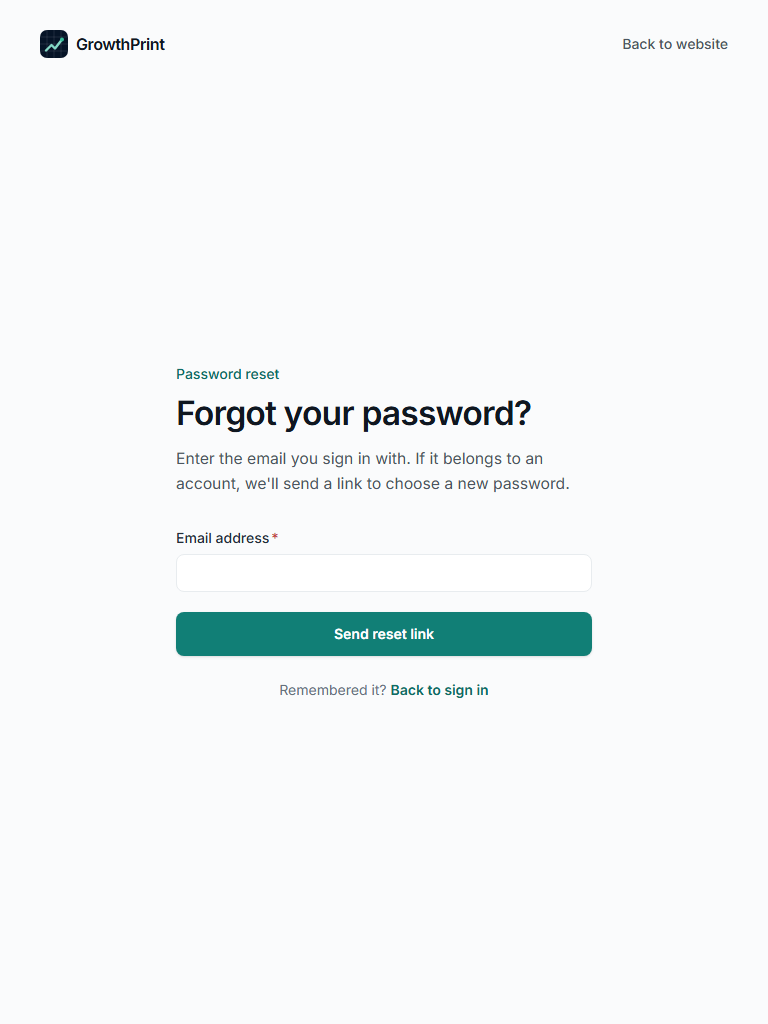 GrowthPrint
Back to website
Password reset
Forgot your password?
Enter the email you sign in with. If it belongs to an
account, we'll send a link to choose a new password.
Email address*
Send reset link
Remembered it? Back to sign in